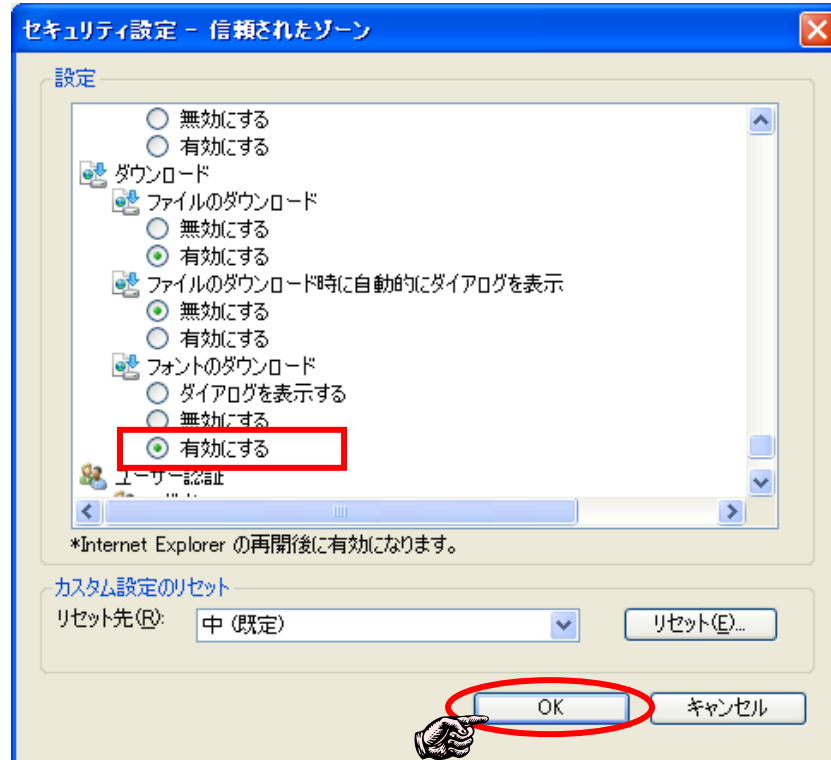 セキュリティ設定 - 信頼されたゾーン
設定
無効にする
有効にする
ダウンロード
ファイルのダウンロード
無効にする
有効にする
ファイルのダウンロード時に自動的にダイアログを表示
無効にする
有効にする
フォントのダウンロード
ダイアログを表示する
無効にする
有効にする
ユーザー認証
*Internet Explorer の再開後に有効になります。
カスタム設定のリセット
リセット先(R): 中 (既定) リセット(E)...
OK キャンセル